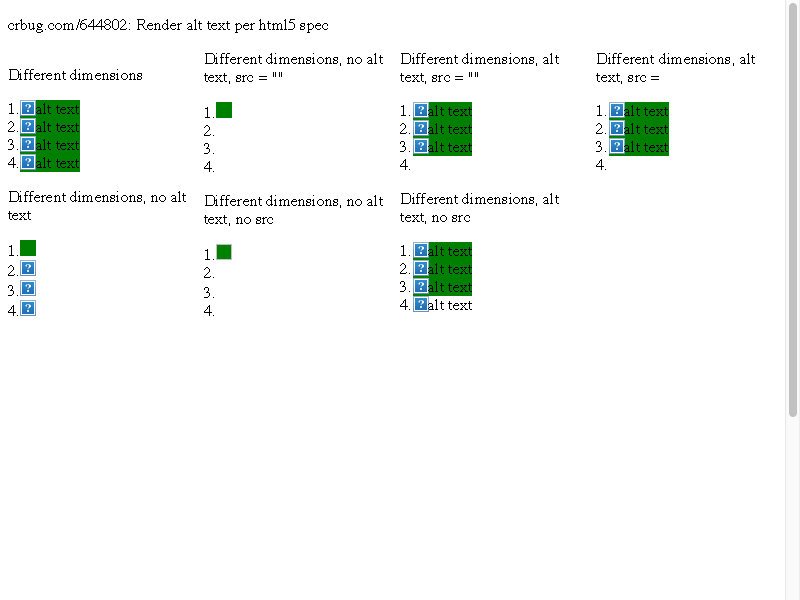 crbug.com/644802: Render alt text per html5 spec
Different dimensions
1. alt text
2. alt text
3. alt text
4. alt text
Different dimensions, no alt
text, src = ""
1.
2.
3.
4.
Different dimensions, alt
text, src = ""
1. alt text
2. alt text
3. alt text
4.
Different dimensions, alt
text, src =
1. alt text
2. alt text
3. alt text
4.
Different dimensions, no alt
text
1.
2.
3.
4.
Different dimensions, no alt
text, no src
1.
2.
3.
4.
Different dimensions, alt
text, no src
1. alt text
2. alt text
3. alt text
4. alt text